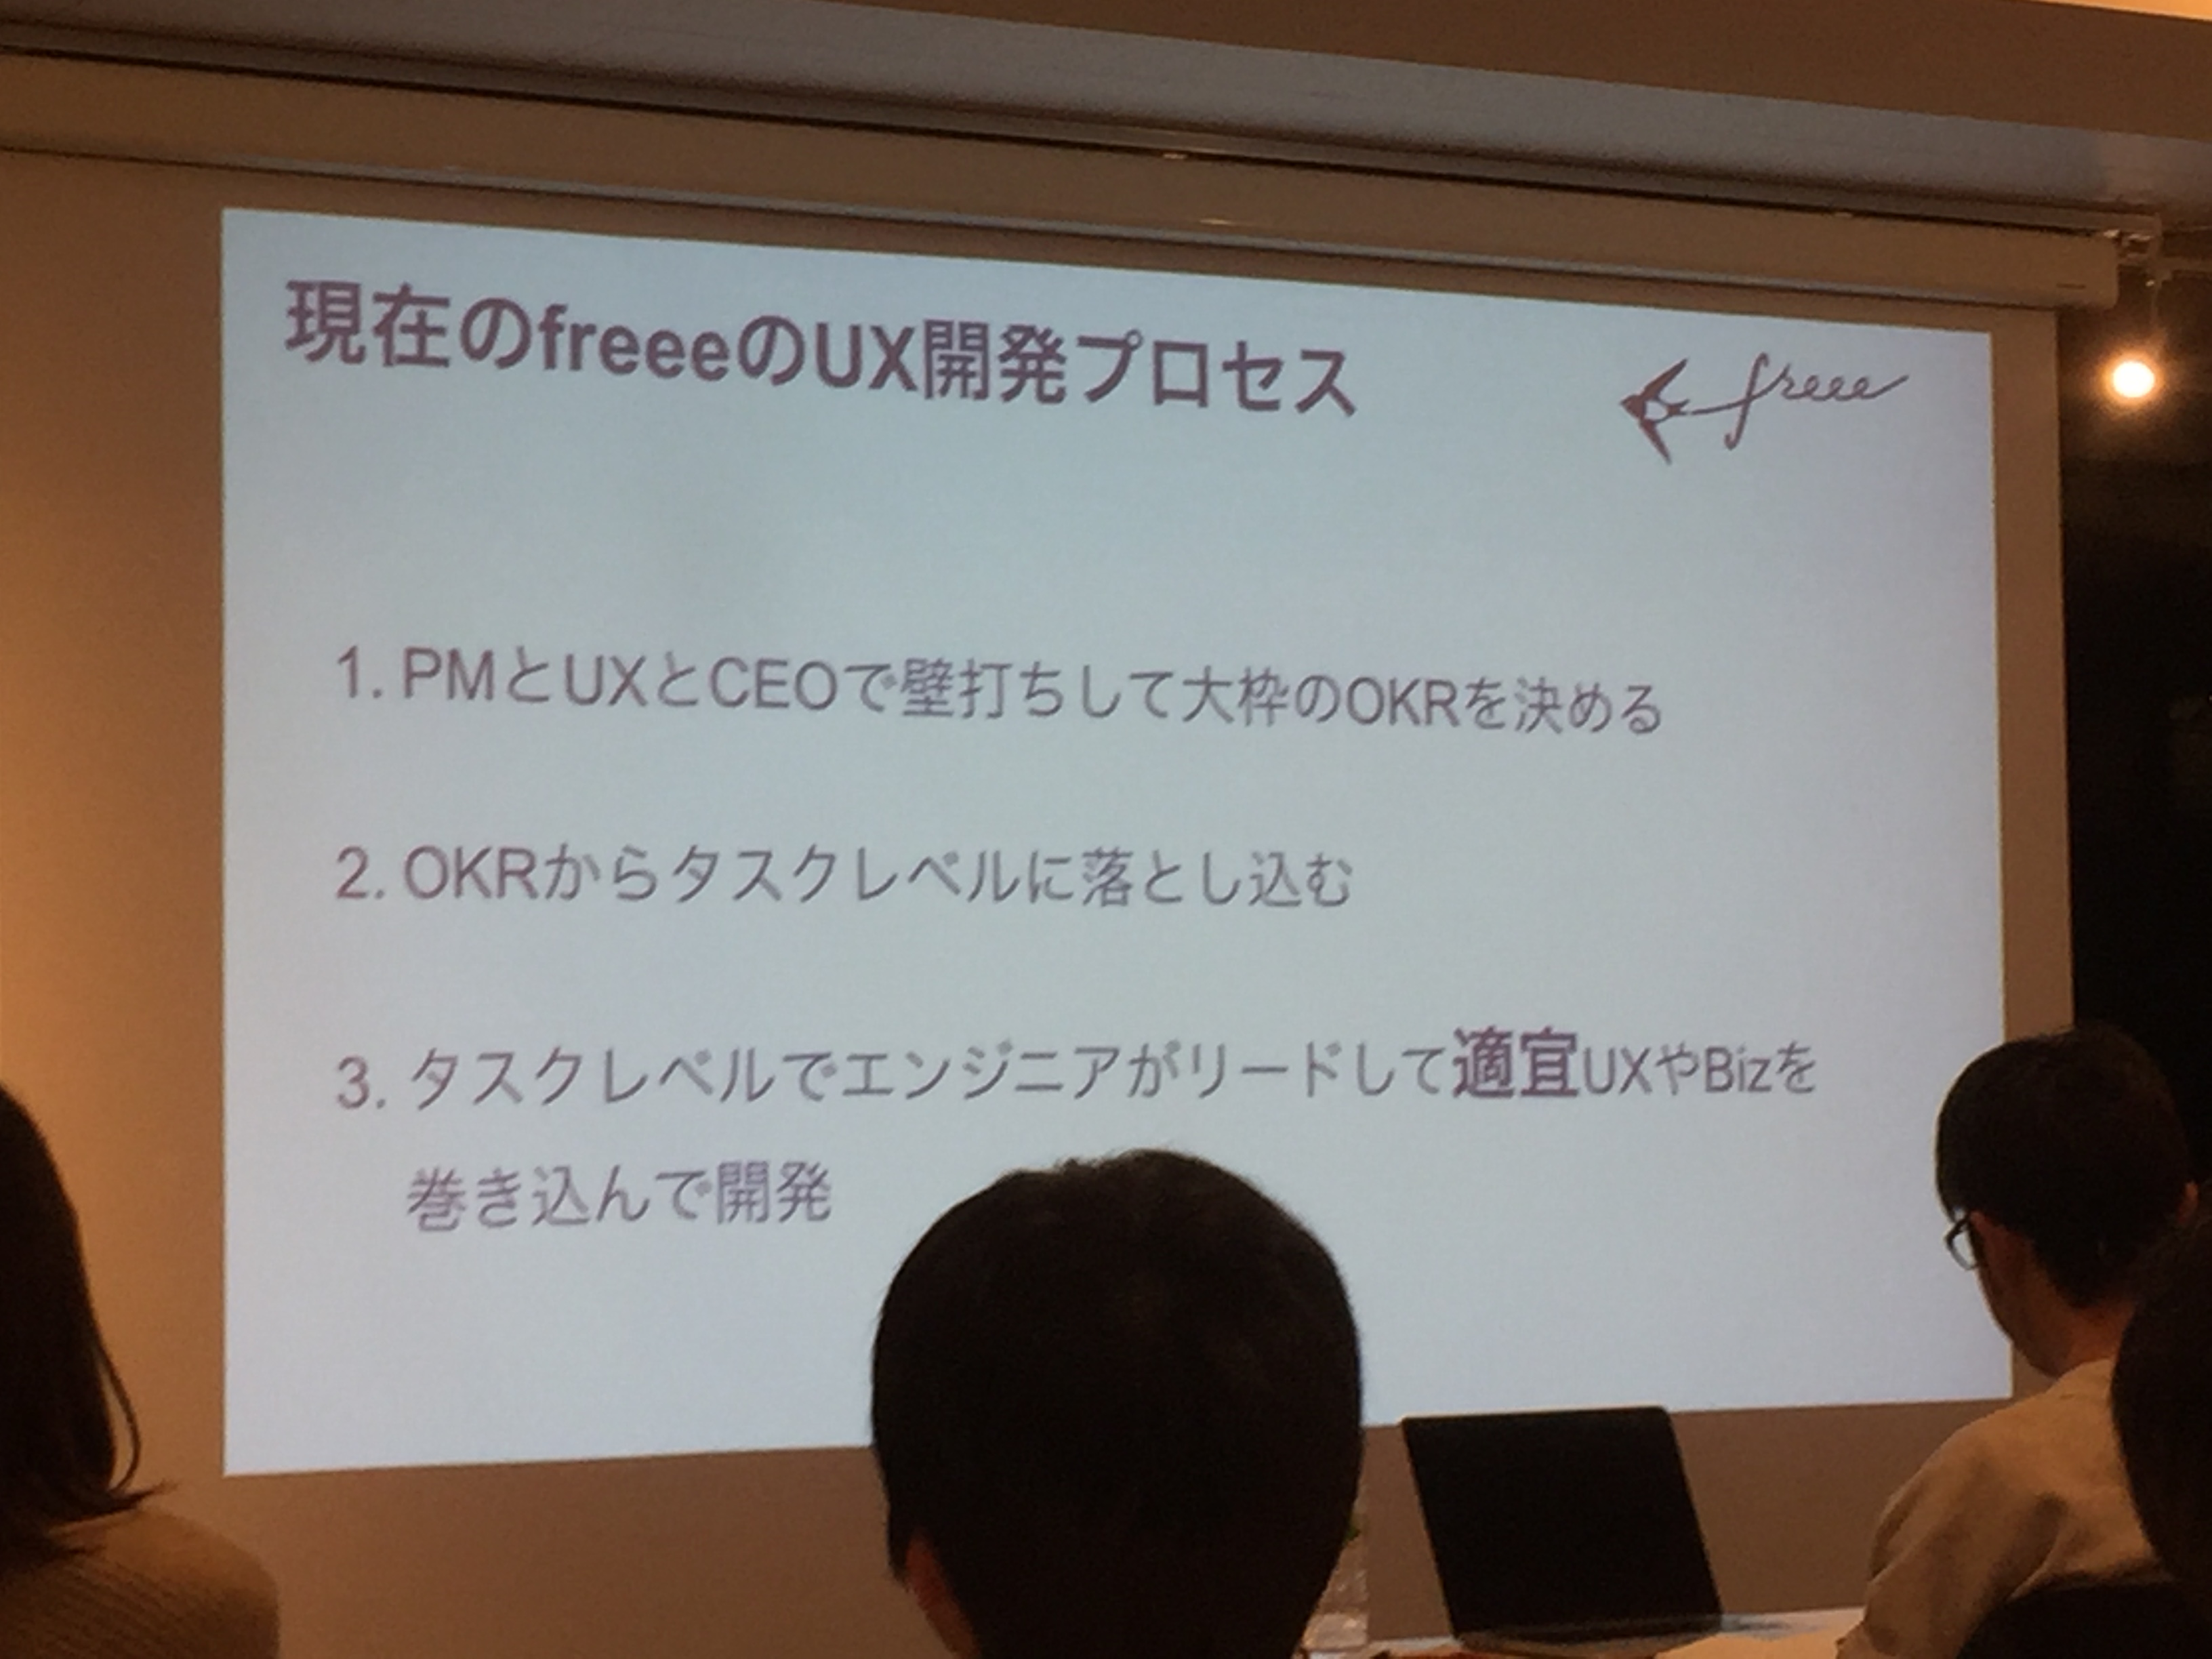 現在のfreeeのUX開発プロセス
freee
1. PMとUXとCEOで壁打ちして大枠のOKRを決める
2. OKRからタスクレベルに落とし込む
3. タスクレベルでエンジニアがリードして適宜UXやBizを
巻き込んで開発